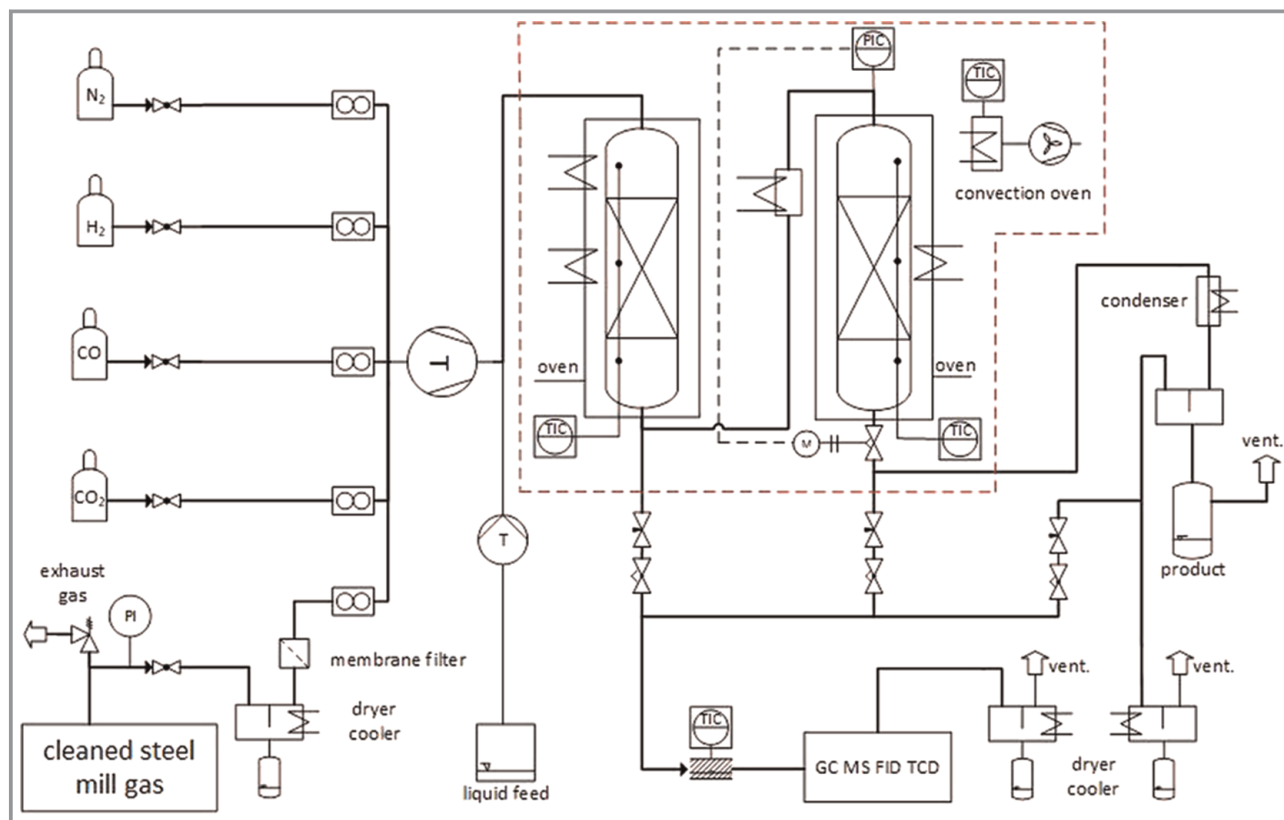 N2
H2
CO
CO2
exhaust
gas
PI
membrane filter
dryer
cooler
cleaned steel
mill gas
T
T
liquid feed
oven
TIC
PIC
TIC
convection oven
oven
M
TIC
condenser
vent.
product
TIC
GC MS FID TCD
vent.
vent.
dryer
cooler